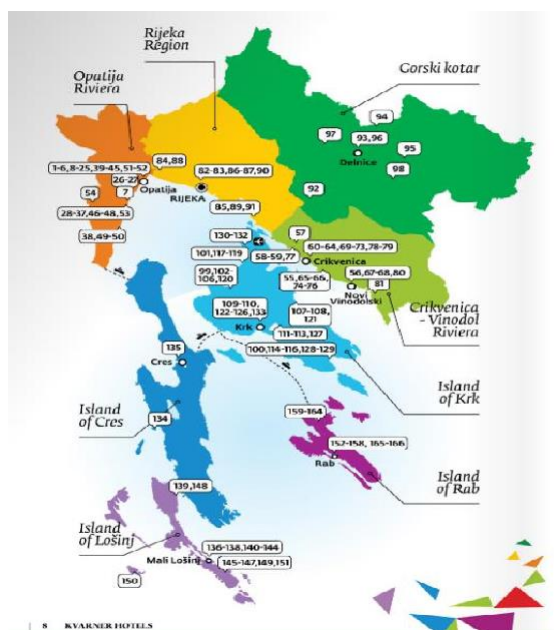 Rijeka
Region
Opatija
Riviera
Gorski kotar
94
97
93,96
Delnice
95
98
92
84,88
1-6,8-25,39-45,51-52
26-27
Opatija
54
7
82-83,86-87,90
RIJEKA
28-37,46-48,53
85,89,91
38,49-50
130-132
57
60-64,69-73,78-79
101,117-119
58-59,77
Crikvenica
99,102-
106,120
55,65-66,
74-76
56,67-68,80
81
Novi
Vinodolski
Crikvenica
- Vinodol
Riviera
109-110,
122-126,133
107-108,
121
Krk
111-113,127
100,114-116,128-129
135
Cres
Island
of Krk
Island
of Cres
134
159-164
152-158, 165-166
Rab
Island
of Rab
139,148
Island
of Lošinj
136-138,140-144
Mali Lošinj
145-147,149,151
150
8 KVARNER HOTELS